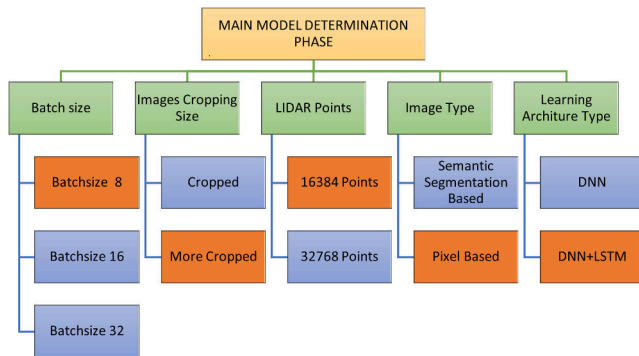 MAIN MODEL DETERMINATION
PHASE
.
Batch size
Images Cropping
Size
LIDAR Points
Image Type
Learning
Architure Type
Batchsize 8
Cropped
16384 Points
Semantic
Segmentation
Based
DNN
Batchsize 16
More Cropped
32768 Points
Pixel Based
DNN+LSTM
Batchsize 32